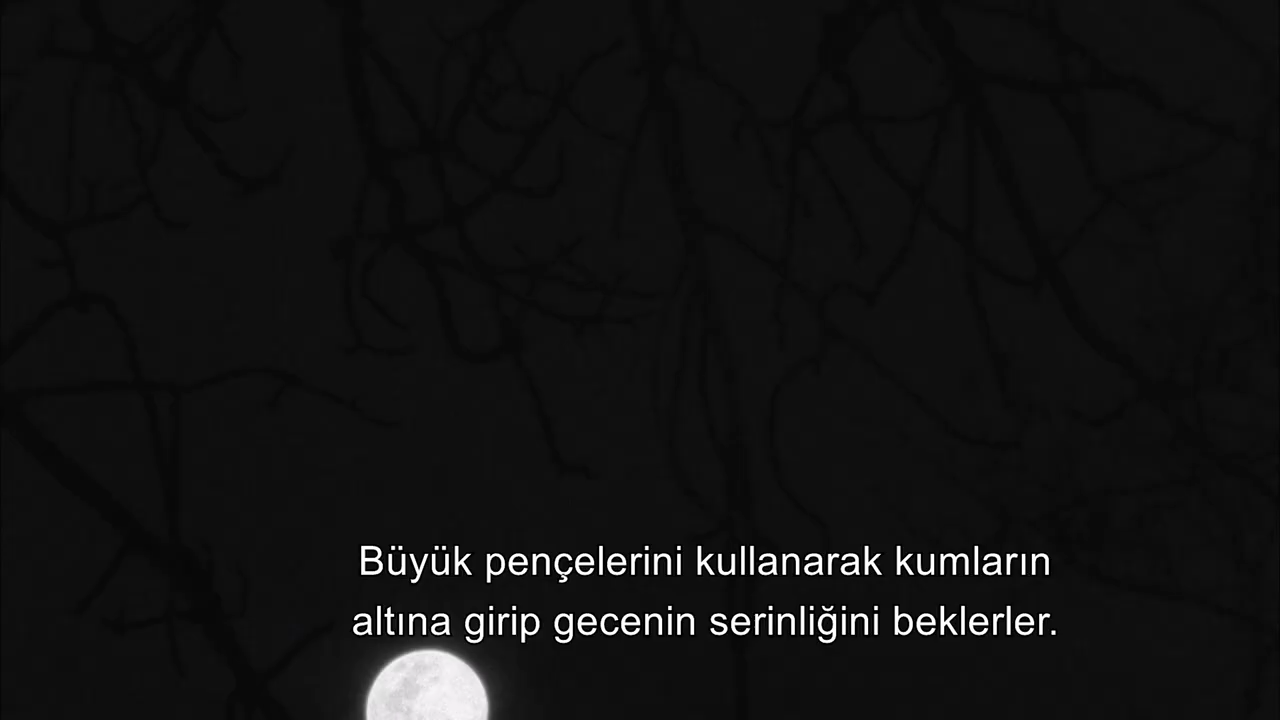 Büyük pençelerini kullanarak kumların
altına girip gecenin serinliğini beklerler.